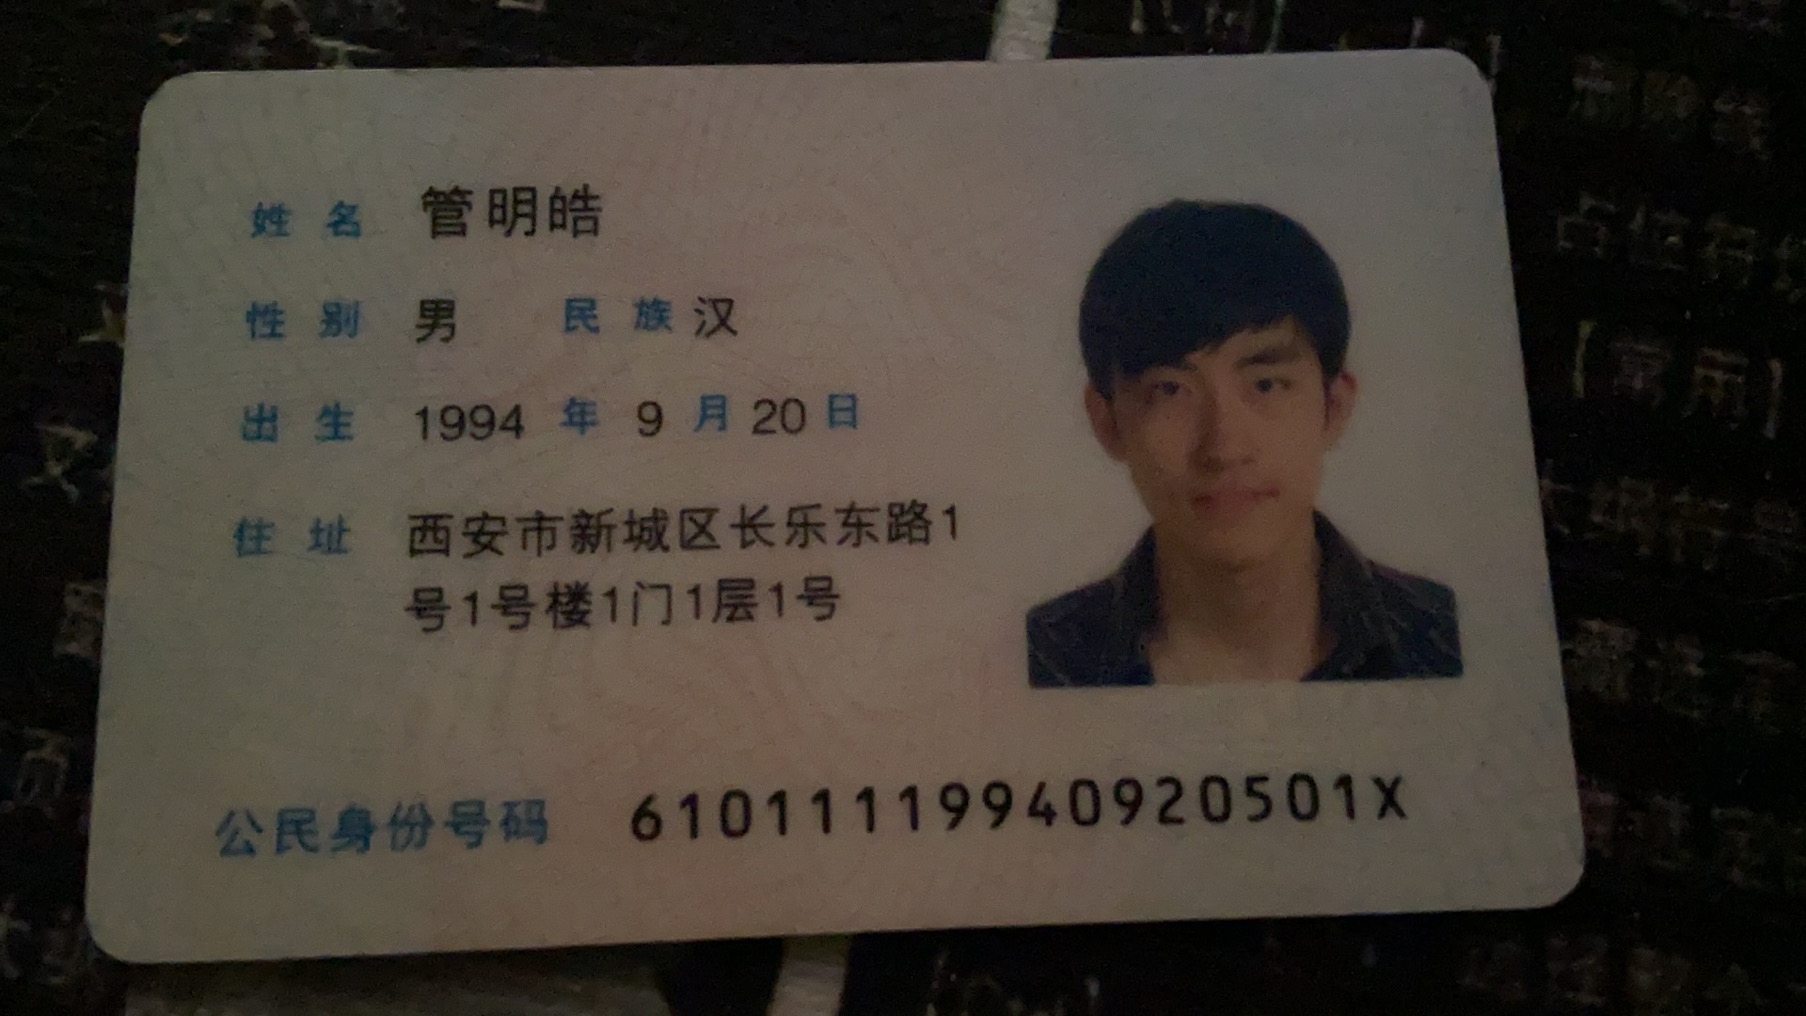 姓名 管明皓
性别 男 民族 汉
出生 1994 年 9 月 20 日
住址 西安市新城区长乐东路1
号1号楼1门1层1号
公民身份号码 61011119940920501X